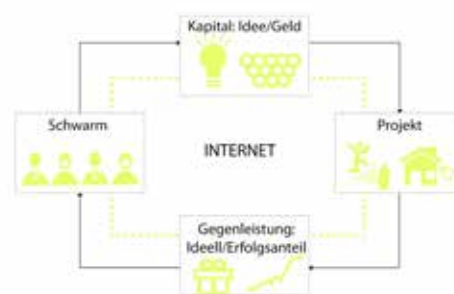 Kapital: Idee/Geld
Schwarm
INTERNET
Projekt
Gegenleistung:
Ideell/Erfolgsanteil